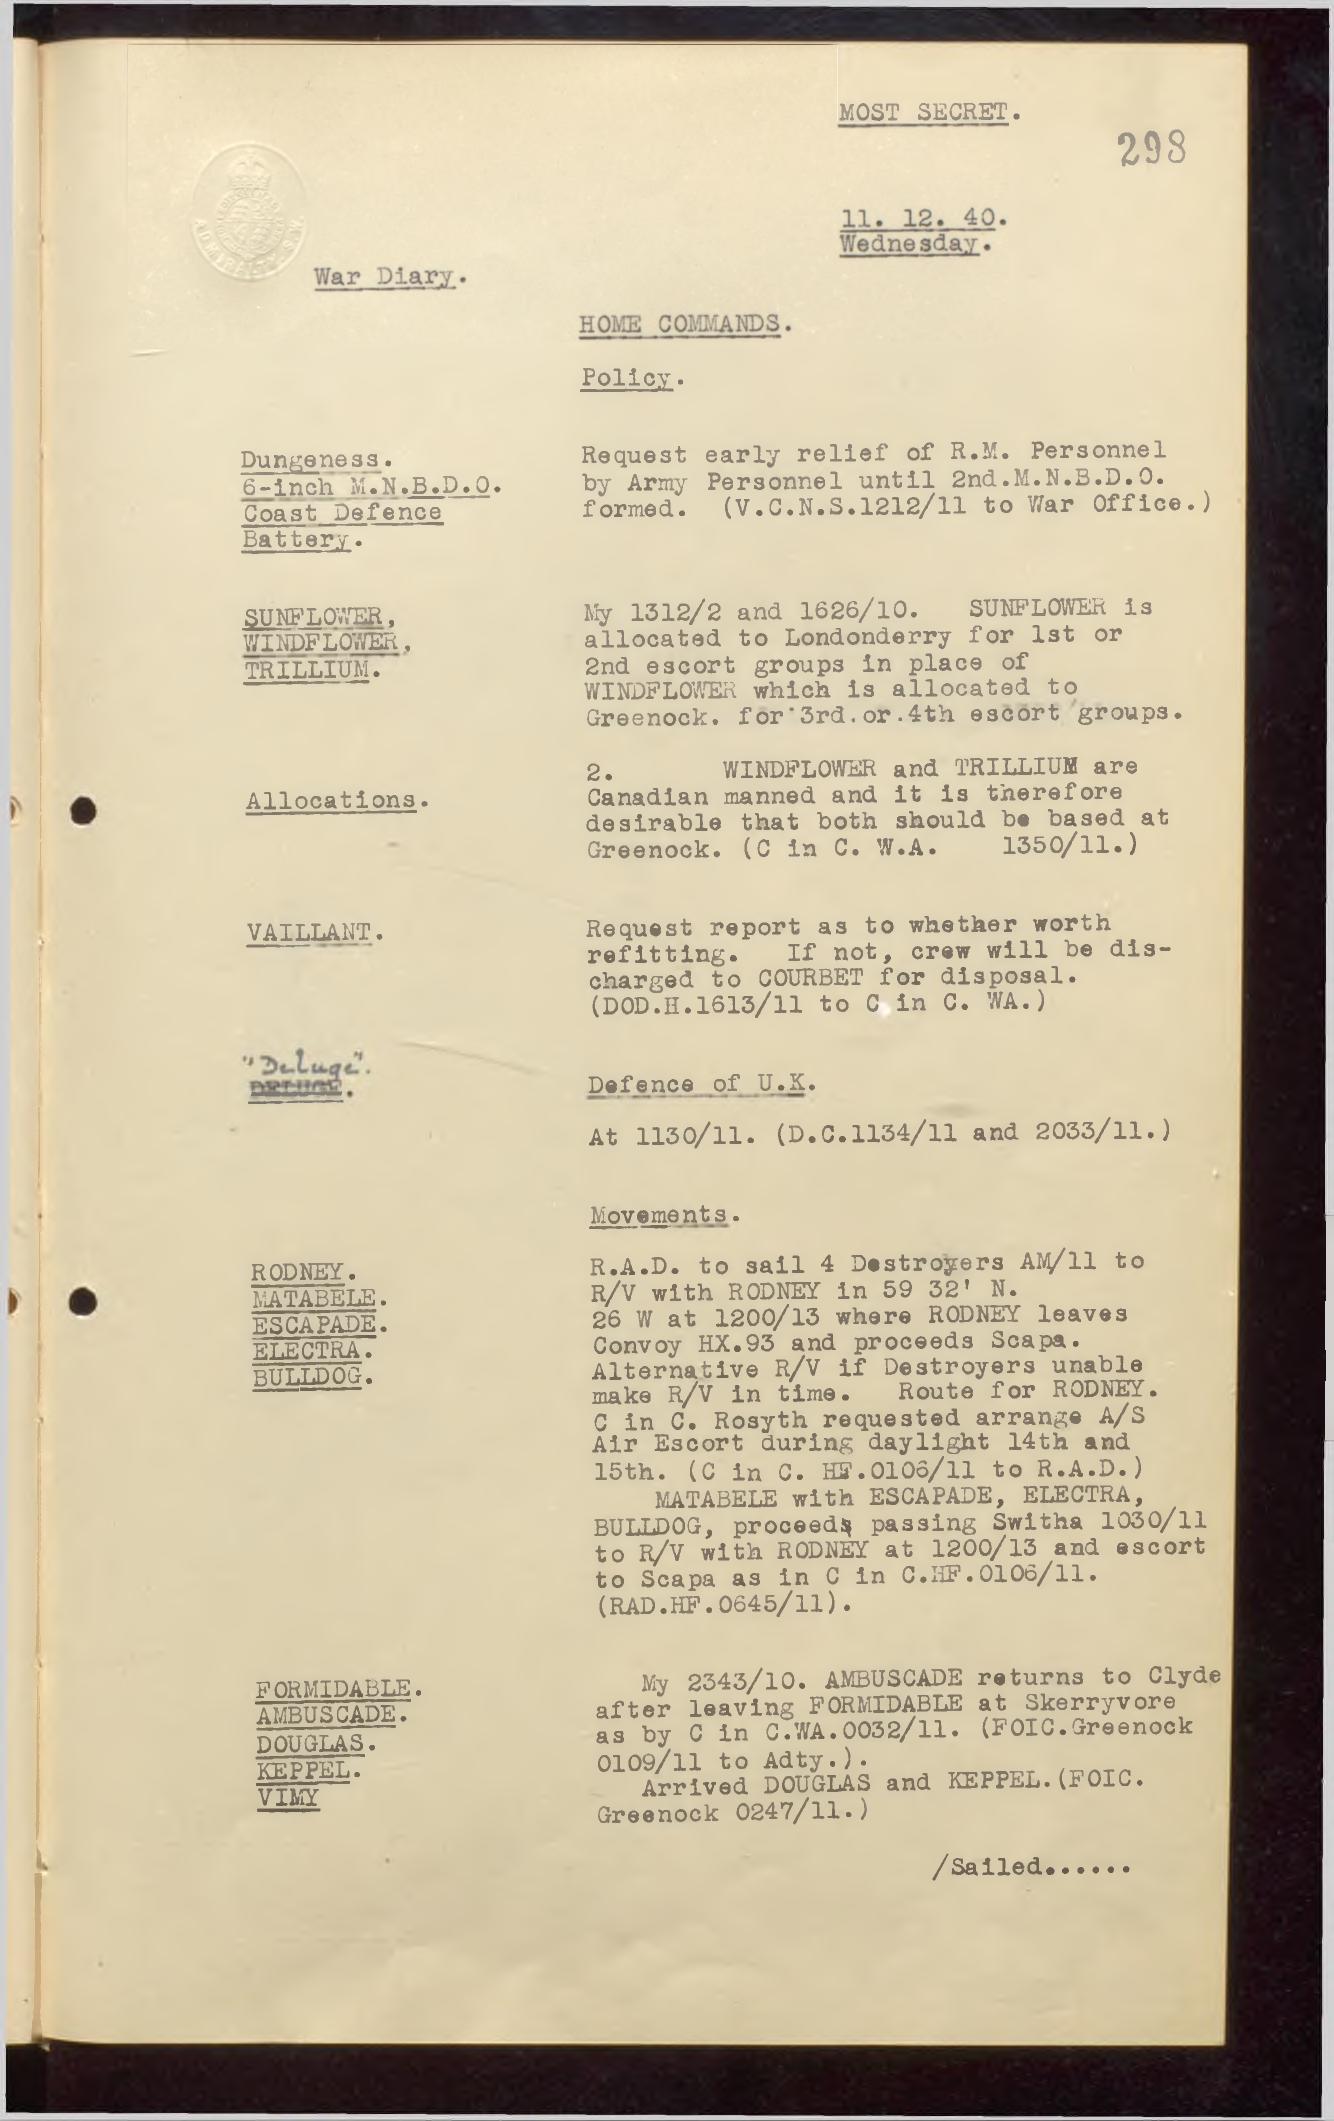 MOST SECRET.
298
11. 12. 40.
Wednesday.
War Diary.
HOME COMMANDS.
Policy.
Dungeness.
6-inch M.N.B.D.O.
Coast Defence
Battery.
Request early relief of R.M. Personnel
by Army Personnel until 2nd.M.N.B.D.O.
formed. (V.C.N.S.1212/11 to War Office.)
SUNFLOWER,
WINDFLOWER,
TRILLIUM.
My 1312/2 and 1626/10. SUNFLOWER is
allocated to Londonderry for 1st or
2nd escort groups in place of
WINDFLOWER which is allocated to
Greenock. for 3rd.or.4th escort groups.
Allocations.
2. WINDFLOWER and TRILLIUM are
Canadian manned and it is therefore
desirable that both should be based at
Greenock. (C in C. W.A. 1350/11.)
VAILLANT.
Request report as to whether worth
refitting. If not, crew will be dis-
charged to COURBET for disposal.
(DOD.H.1613/11 to C in C. WA.)
"Deluge".
DELUGE.
Defence of U.K.
At 1130/11. (D.C.1134/11 and 2033/11.)
Movements.
RODNEY.
MATABELE.
ESCAPADE.
ELECTRA.
BULLDOG.
R.A.D. to sail 4 Destroyers AM/11 to
R/V with RODNEY in 59 32' N.
26 W at 1200/13 where RODNEY leaves
Convoy HX.93 and proceeds Scapa.
Alternative R/V if Destroyers unable
make R/V in time. Route for RODNEY.
C in C. Rosyth requested arrange A/S
Air Escort during daylight 14th and
15th. (C in C. HF.0106/11 to R.A.D.)
MATABELE with ESCAPADE, ELECTRA,
BULLDOG, proceeds passing Switha 1030/11
to R/V with RODNEY at 1200/13 and escort
to Scapa as in C in C.HF.0106/11.
(RAD.HF.0645/11).
FORMIDABLE.
AMBUSCADE.
DOUGLAS.
KEPPEL.
VIMY
My 2343/10. AMBUSCADE returns to Clyde
after leaving FORMIDABLE at Skerryvore
as by C in C.WA.0032/11. (FOIC.Greenock
0109/11 to Adty.).
Arrived DOUGLAS and KEPPEL.(FOIC.
Greenock 0247/11.)
/Sailed......